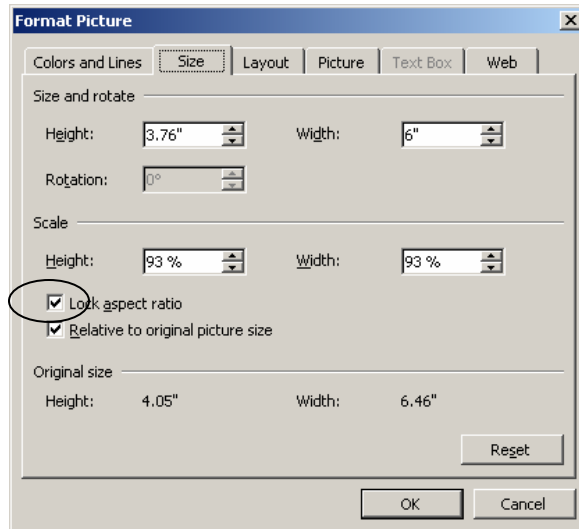 Format Picture
Colors and Lines Size Layout Picture Text Box Web
Size and rotate
Height: 3.76" Width: 6"
Rotation: 0°
Scale
Height: 93 % Width: 93 %
Lock aspect ratio
Relative to original picture size
Original size
Height: 4.05" Width: 6.46"
Reset
OK Cancel